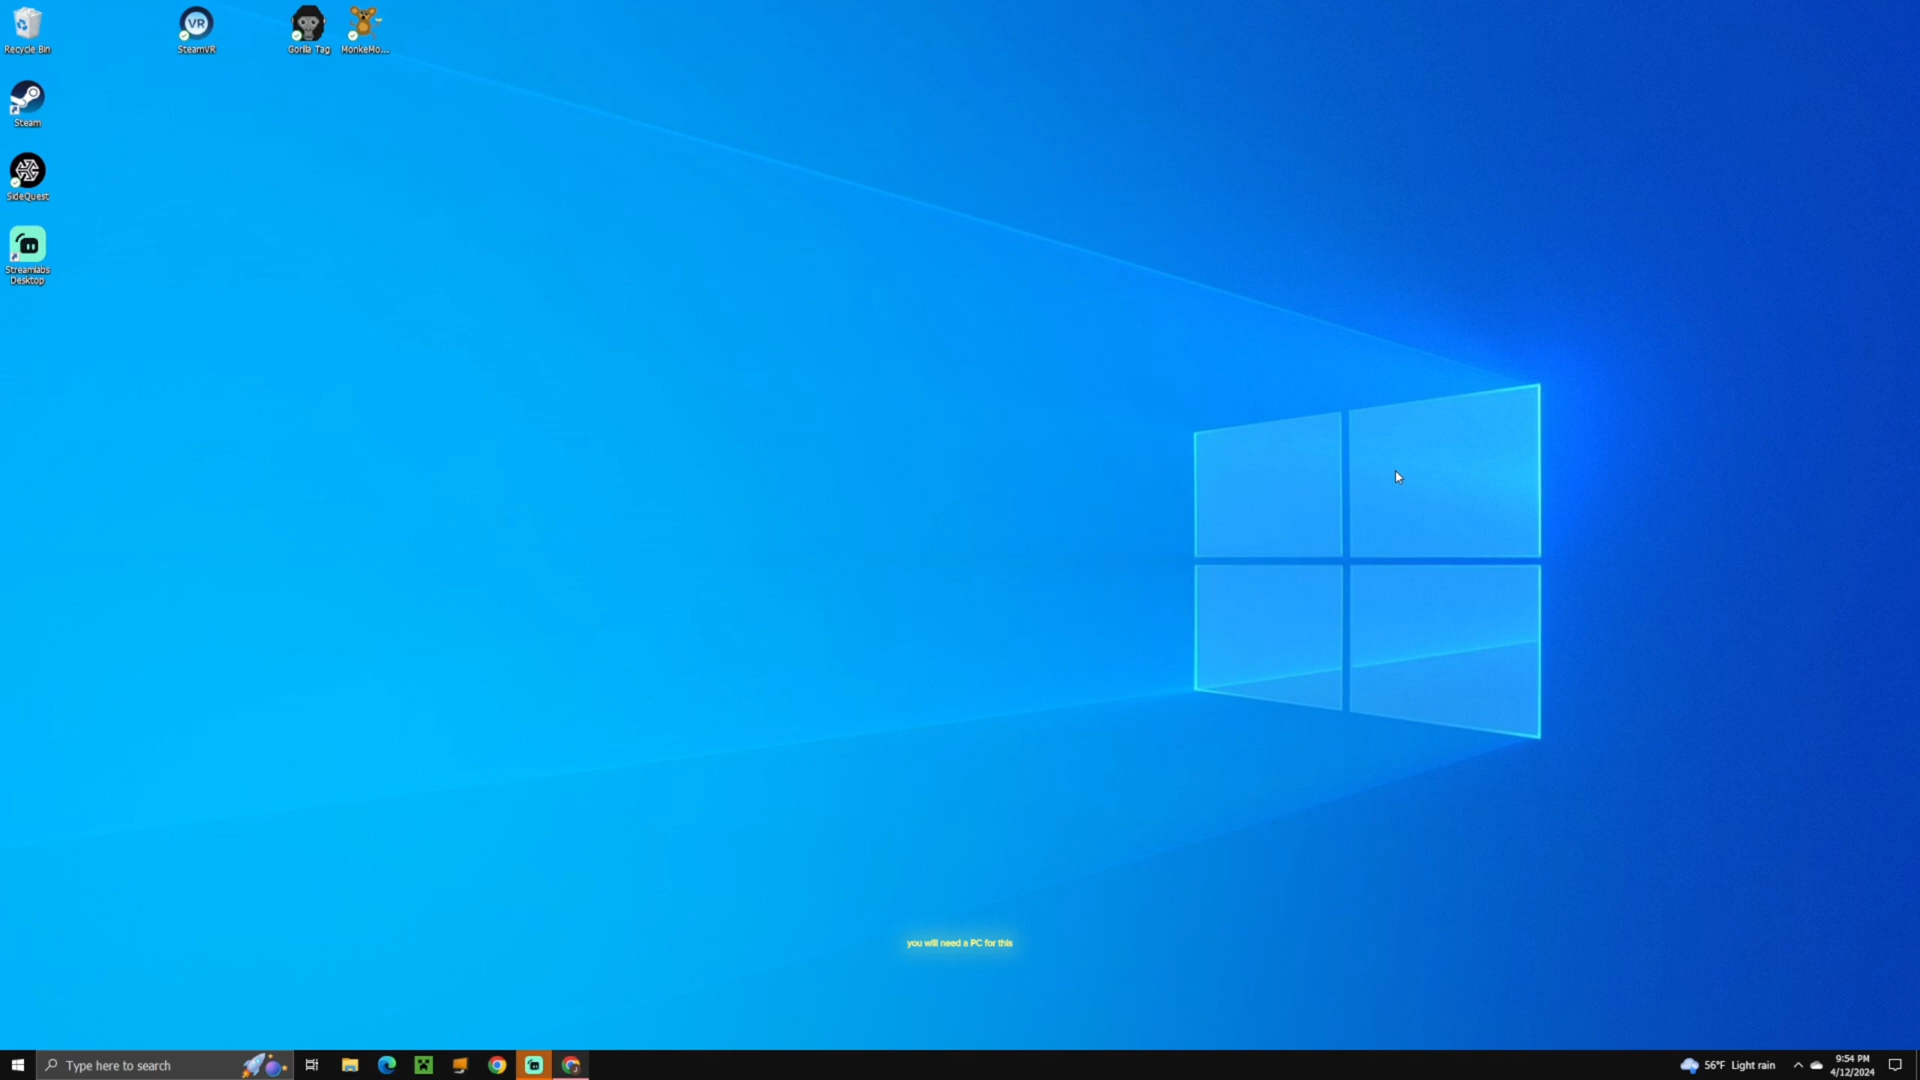 Recycle Bin
SteamVR
Gorilla Tag
MonkeMo...
Steam
SideQuest
Streamlabs
Desktop
you will need a PC for this
Type here to search
56°F Light rain
9:54 PM
4/12/2024